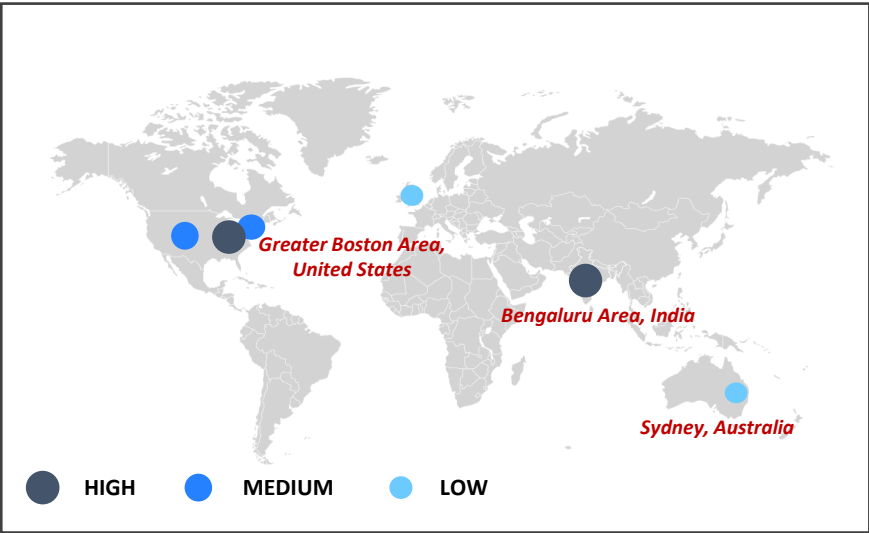 Greater Boston Area,
United States
Bengaluru Area, India
Sydney, Australia
HIGH
MEDIUM
LOW